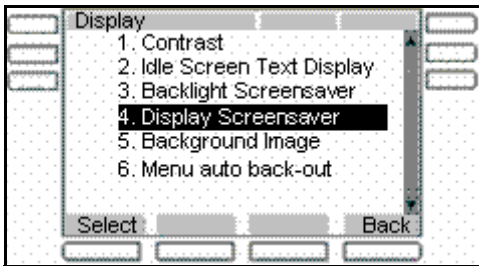 Display
1. Contrast
2. Idle Screen Text Display
3. Backlight Screensaver
4. Display Screensaver
5. Background Image
6. Menu auto back-out
Select Back